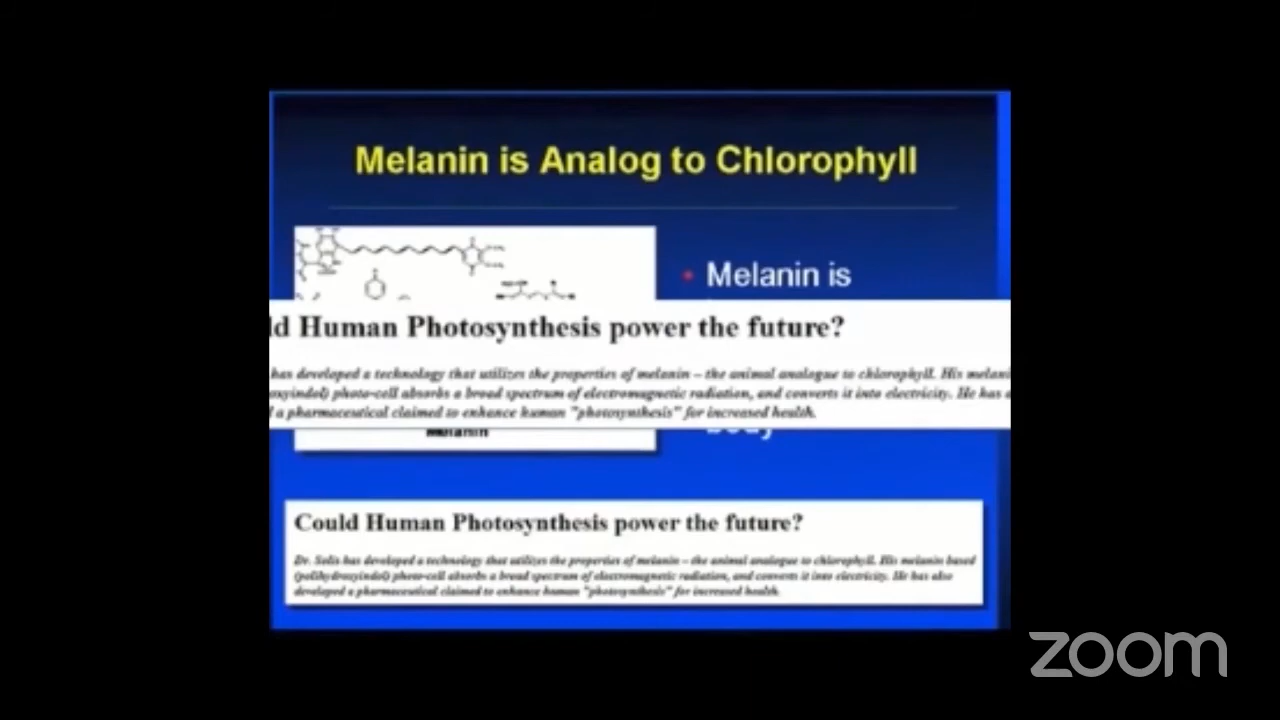 Melanin is Analog to Chlorophyll
• Melanin is
ld Human Photosynthesis power the future?
has developed a technology that utilizes the properties of melanin – the animal analogue to chlorophyll. His melani
oxyindol) photo-cell absorbs a broad spectrum of electromagnetic radiation, and converts it into electricity. He has a
l a pharmaceutical claimed to enhance human "photosynthesis" for increased health.
Melanin
body
Could Human Photosynthesis power the future?
Dr. Solis has developed a technology that utilizes the properties of melanin – the animal analogue to chlorophyll. His melanin based
(polihydroxyindol) photo-cell absorbs a broad spectrum of electromagnetic radiation, and converts it into electricity. He has also
developed a pharmaceutical claimed to enhance human "photosynthesis" for increased health.
zoom